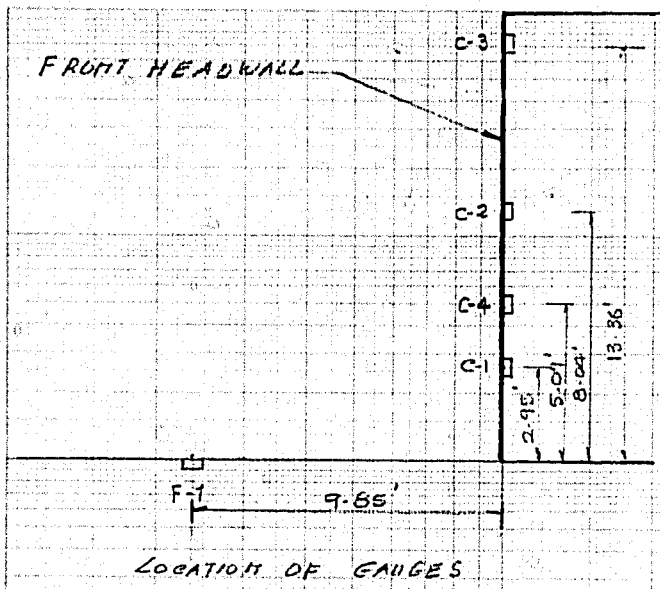 C-3
FRONT HEADWALL
C-2
C-4
C-1
2.95'
5.07'
8.04'
13.36'
F-1
9.85'
LOCATION OF GAUGES